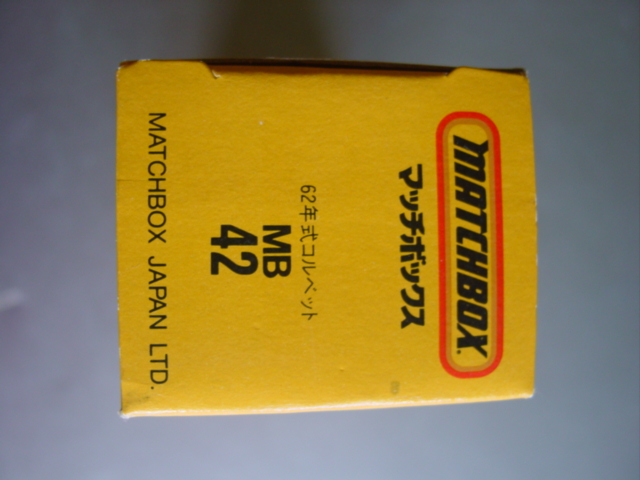 MATCHBOX
マッチボックス
62年式コルベット
MB
42
MATCHBOX JAPAN LTD.